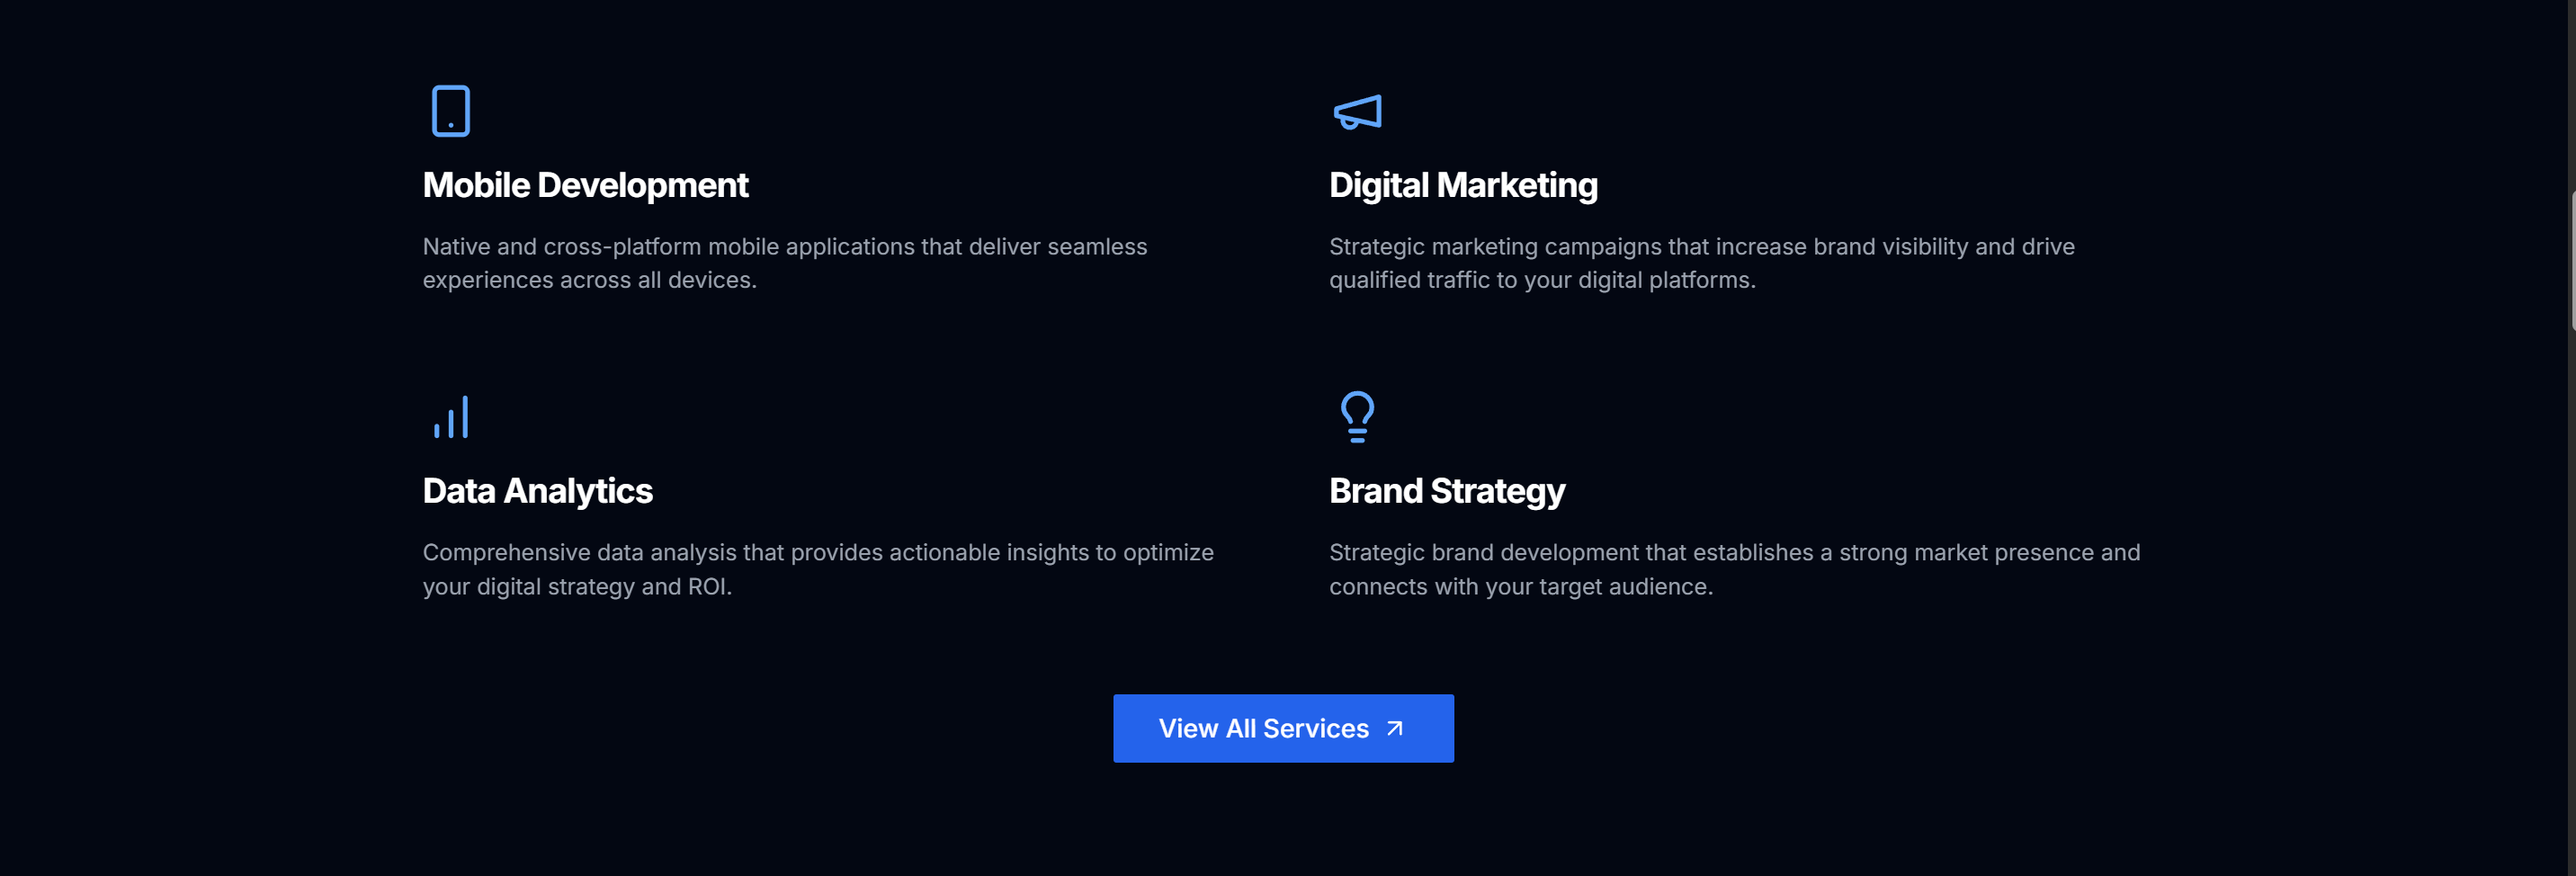 Mobile Development
Native and cross-platform mobile applications that deliver seamless
experiences across all devices.
Digital Marketing
Strategic marketing campaigns that increase brand visibility and drive
qualified traffic to your digital platforms.
Data Analytics
Comprehensive data analysis that provides actionable insights to optimize
your digital strategy and ROI.
Brand Strategy
Strategic brand development that establishes a strong market presence and
connects with your target audience.
View All Services